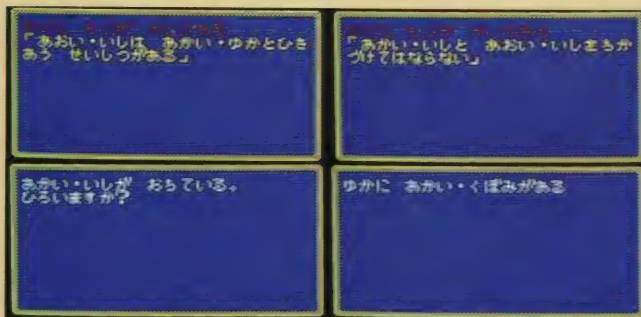 「あおい・いしは あかい・ゆかとひき
あう せいしつがある」
「あかい・いしと あおい・いしをちか
づけてはならない」
あかい・いしが おちている。
ひろいますか?
ゆかに あかい・くぼみがある